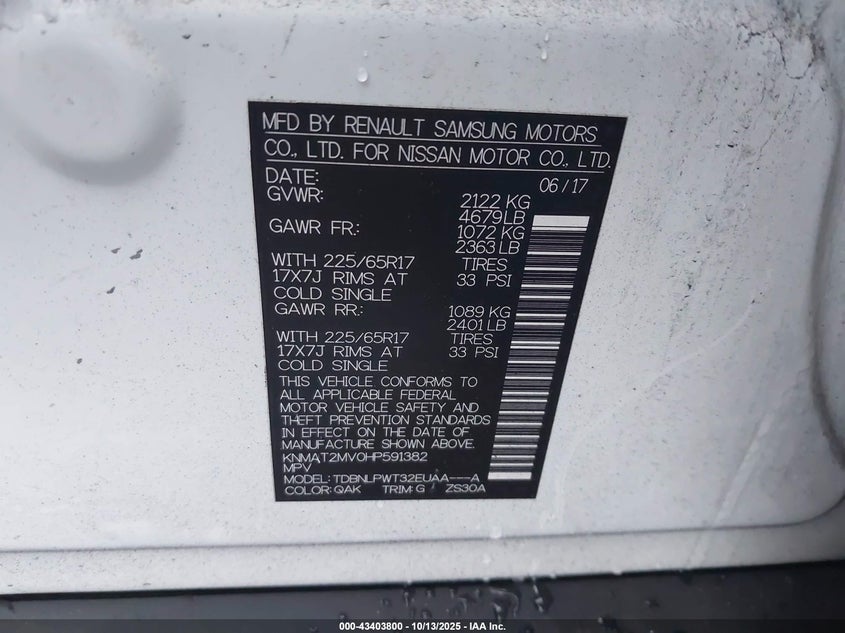 MFD BY RENAULT SAMSUNG MOTORS
CO., LTD. FOR NISSAN MOTOR CO., LTD.
DATE: 06/17
GVWR: 2122 KG
4679LB
GAWR FR.: 1072 KG
2363 LB
WITH 225/65R17 TIRES
17X7J RIMS AT 33 PSI
COLD SINGLE
GAWR RR.: 1089 KG
2401 LB
WITH 225/65R17 TIRES
17X7J RIMS AT 33 PSI
COLD SINGLE
THIS VEHICLE CONFORMS TO
ALL APPLICABLE FEDERAL
MOTOR VEHICLE SAFETY AND
THEFT PREVENTION STANDARDS
IN EFFECT ON THE DATE OF
MANUFACTURE SHOWN ABOVE.
KNMAT2MV0HP591382
MPV
MODEL: TDBNLPWT32EUAA---A
COLOR: QAK TRIM: G ZS30A
000-43403800 - 10/13/2025 - IAA Inc.